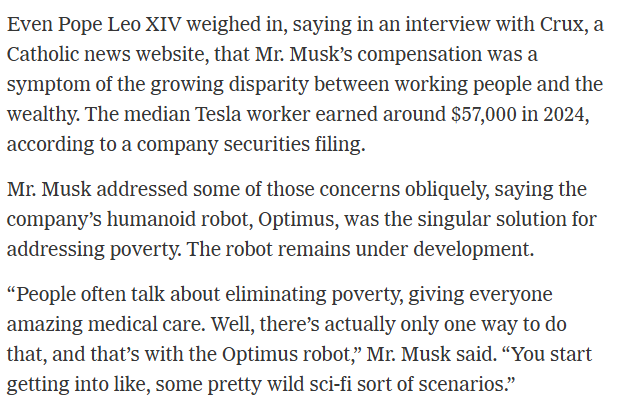 Even Pope Leo XIV weighed in, saying in an interview with Crux, a
Catholic news website, that Mr. Musk’s compensation was a
symptom of the growing disparity between working people and the
wealthy. The median Tesla worker earned around $57,000 in 2024,
according to a company securities filing.
Mr. Musk addressed some of those concerns obliquely, saying the
company’s humanoid robot, Optimus, was the singular solution for
addressing poverty. The robot remains under development.
“People often talk about eliminating poverty, giving everyone
amazing medical care. Well, there’s actually only one way to do
that, and that’s with the Optimus robot,” Mr. Musk said. “You start
getting into like, some pretty wild sci-fi sort of scenarios.”